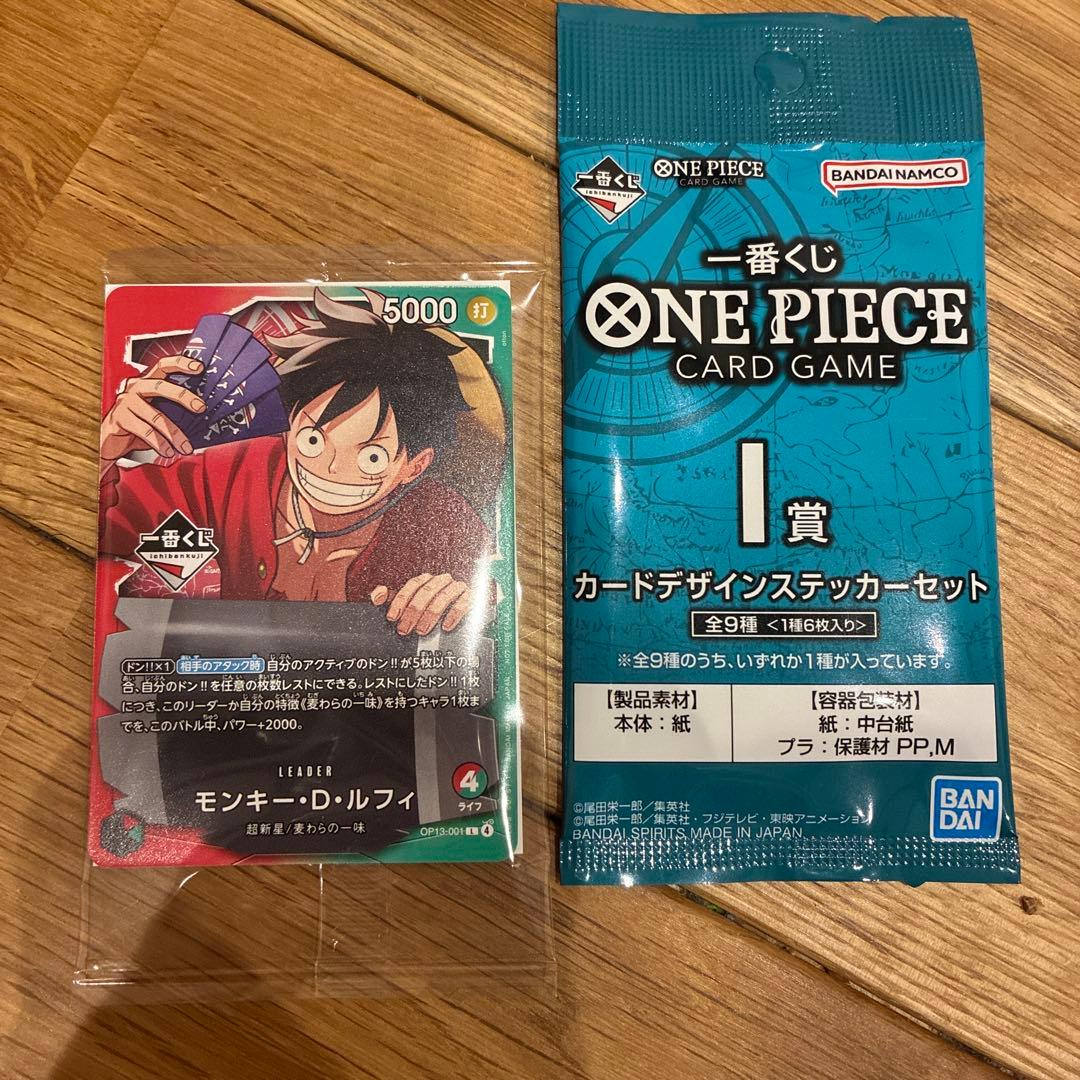 5000 打
otton
一番くじ
ichibankuji
ドン!!×1 相手のアタック時 自分のアクティブのドン!!が5枚以下の場
合、自分のドン!!を任意の枚数レストにできる。レストにしたドン!!1枚
につき、このリーダーか自分の特徴《麦わらの一味》を持つキャラ1枚ま
でを、このバトル中、パワー+2000。
LEADER
モンキー・D・ルフィ
4
ライフ
超新星/麦わらの一味
OP13-001 L 4
一番くじ
ichibankuji
ONE PIECE
CARD GAME
BANDAI NAMCO
一番くじ
ONE PIECE
CARD GAME
I賞
カードデザインステッカーセット
全9種 <1種6枚入り>
※全9種のうち、いずれか1種が入っています。
【製品素材】
本体:紙
【容器包装材】
紙:中台紙
プラ:保護材 PP,M
©尾田栄一郎/集英社
©尾田栄一郎/集英社・フジテレビ・東映アニメーション
BANDAI SPIRITS MADE IN JAPAN
BAN
DAI